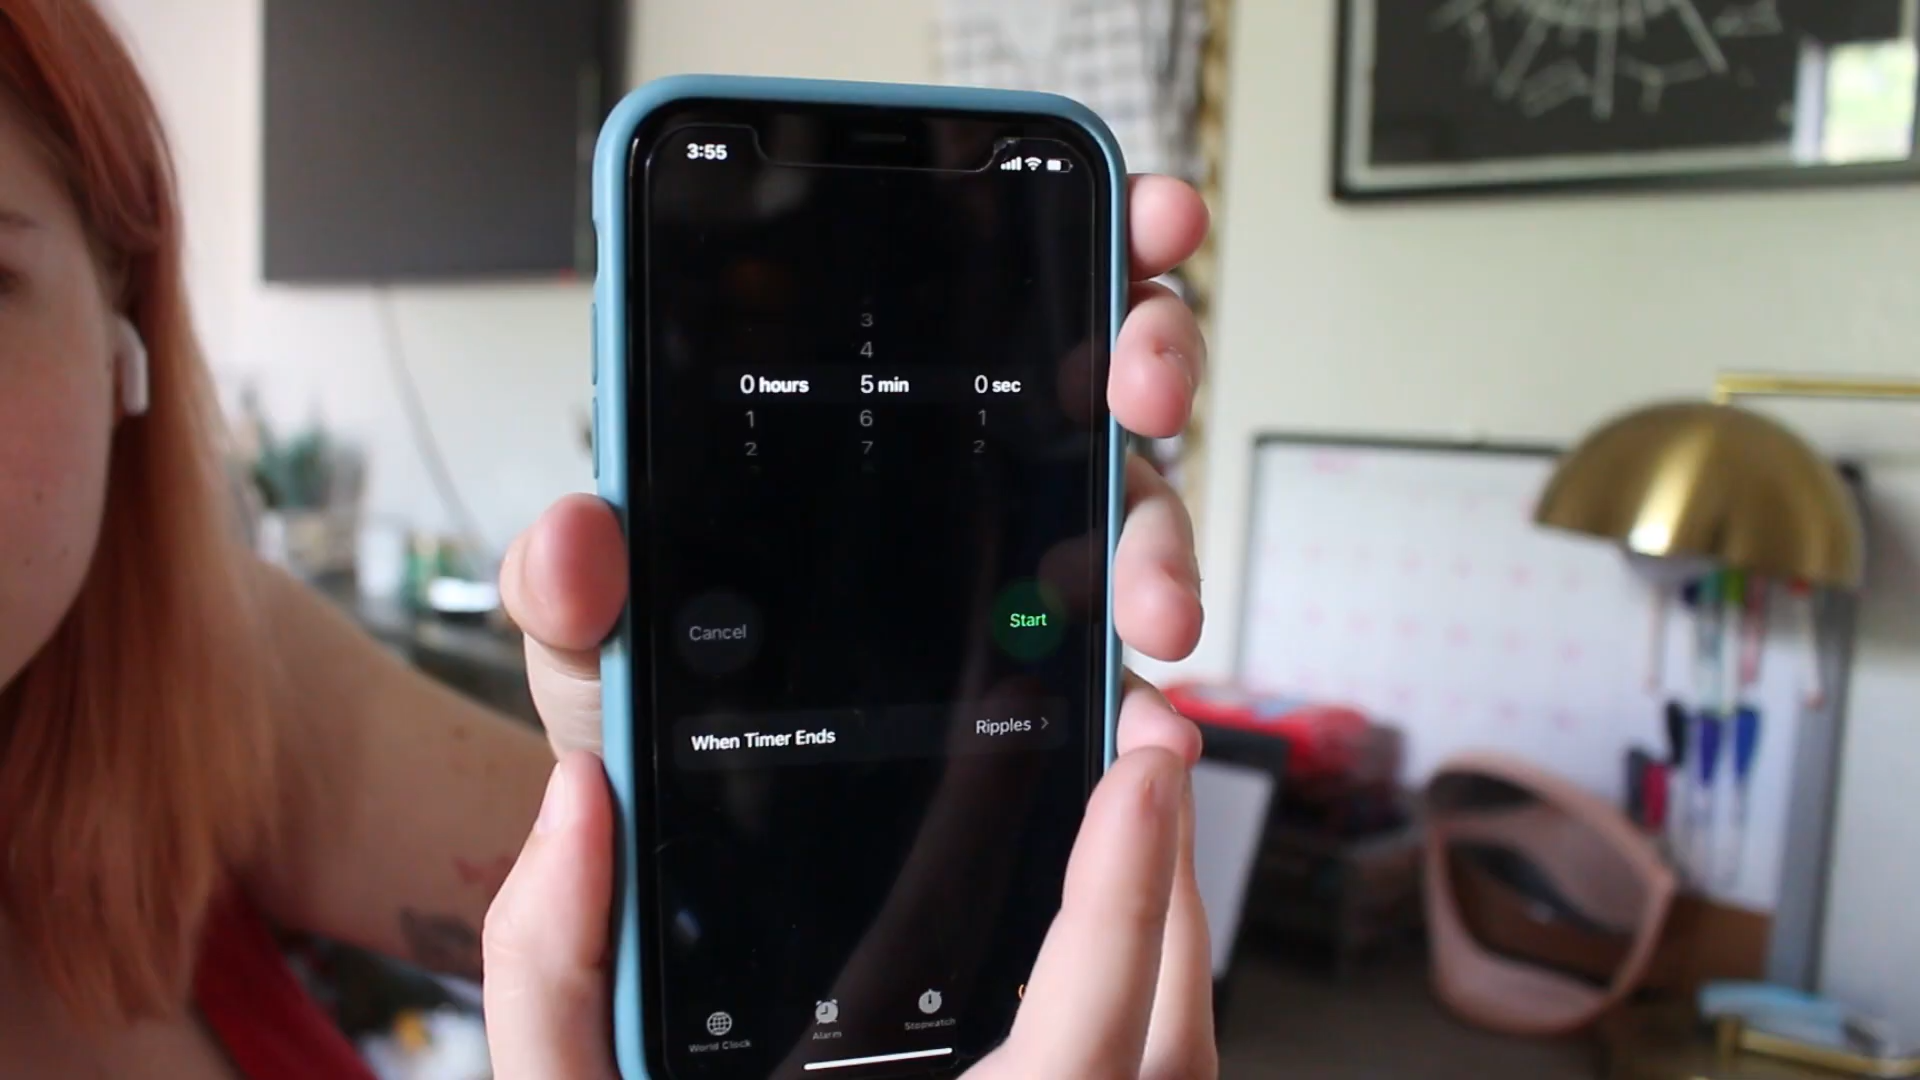 3:55
3
4
0 hours 5 min 0 sec
1 6 1
2 7 2
Cancel Start
When Timer Ends Ripples
World Clock Alarm Stopwatch